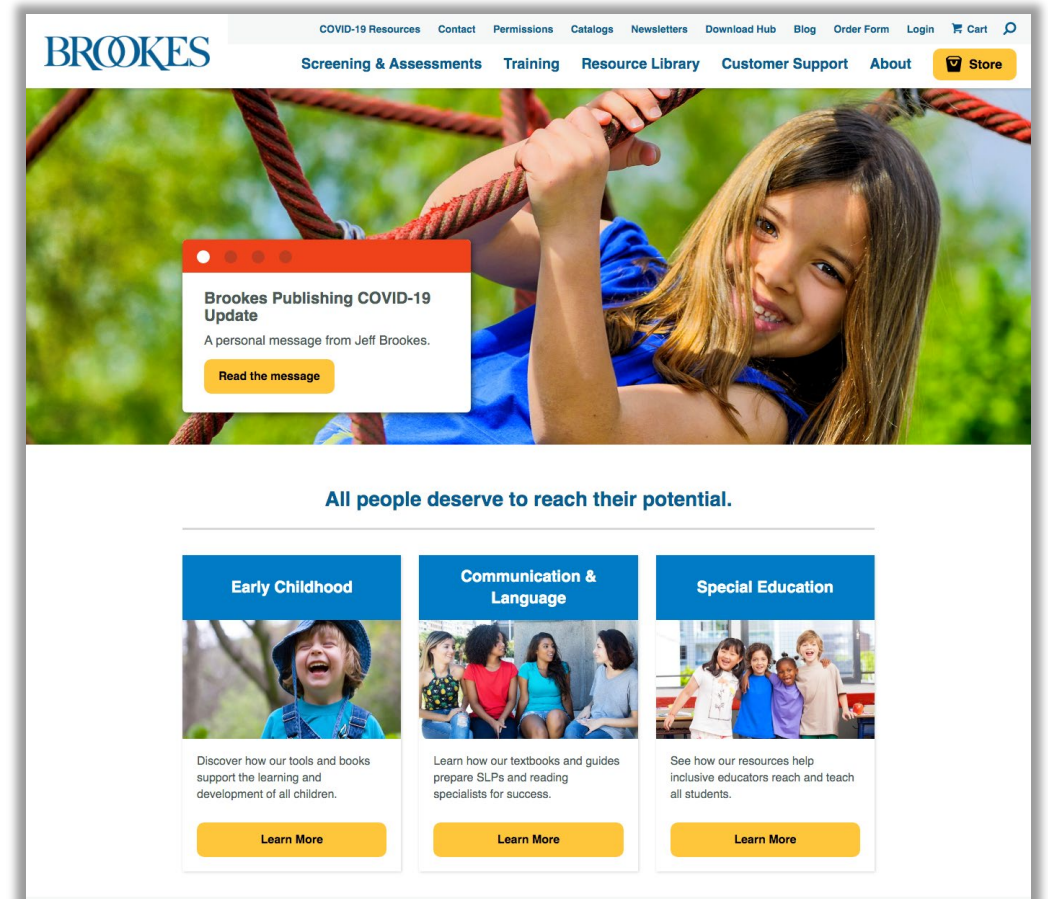 BROOKES
COVID-19 Resources Contact Permissions Catalogs Newsletters Download Hub Blog Order Form Login Cart
Screening & Assessments Training Resource Library Customer Support About Store
Brookes Publishing COVID-19
Update
A personal message from Jeff Brookes.
Read the message
All people deserve to reach their potential.
Early Childhood
Discover how our tools and books
support the learning and
development of all children.
Learn More
Communication &
Language
Learn how our textbooks and guides
prepare SLPs and reading
specialists for success.
Learn More
Special Education
See how our resources help
inclusive educators reach and teach
all students.
Learn More